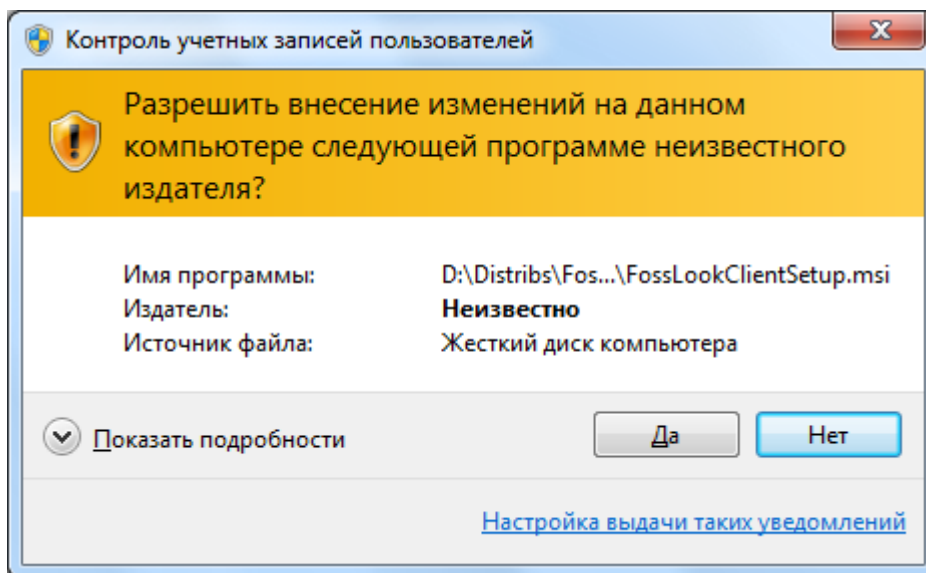 Контроль учетных записей пользователей
Разрешить внесение изменений на данном
компьютере следующей программе неизвестного
издателя?
Имя программы: D:\Distribs\Fos...\FossLookClientSetup.msi
Издатель: Неизвестно
Источник файла: Жесткий диск компьютера
Показать подробности Да Нет
Настройка выдачи таких уведомлений